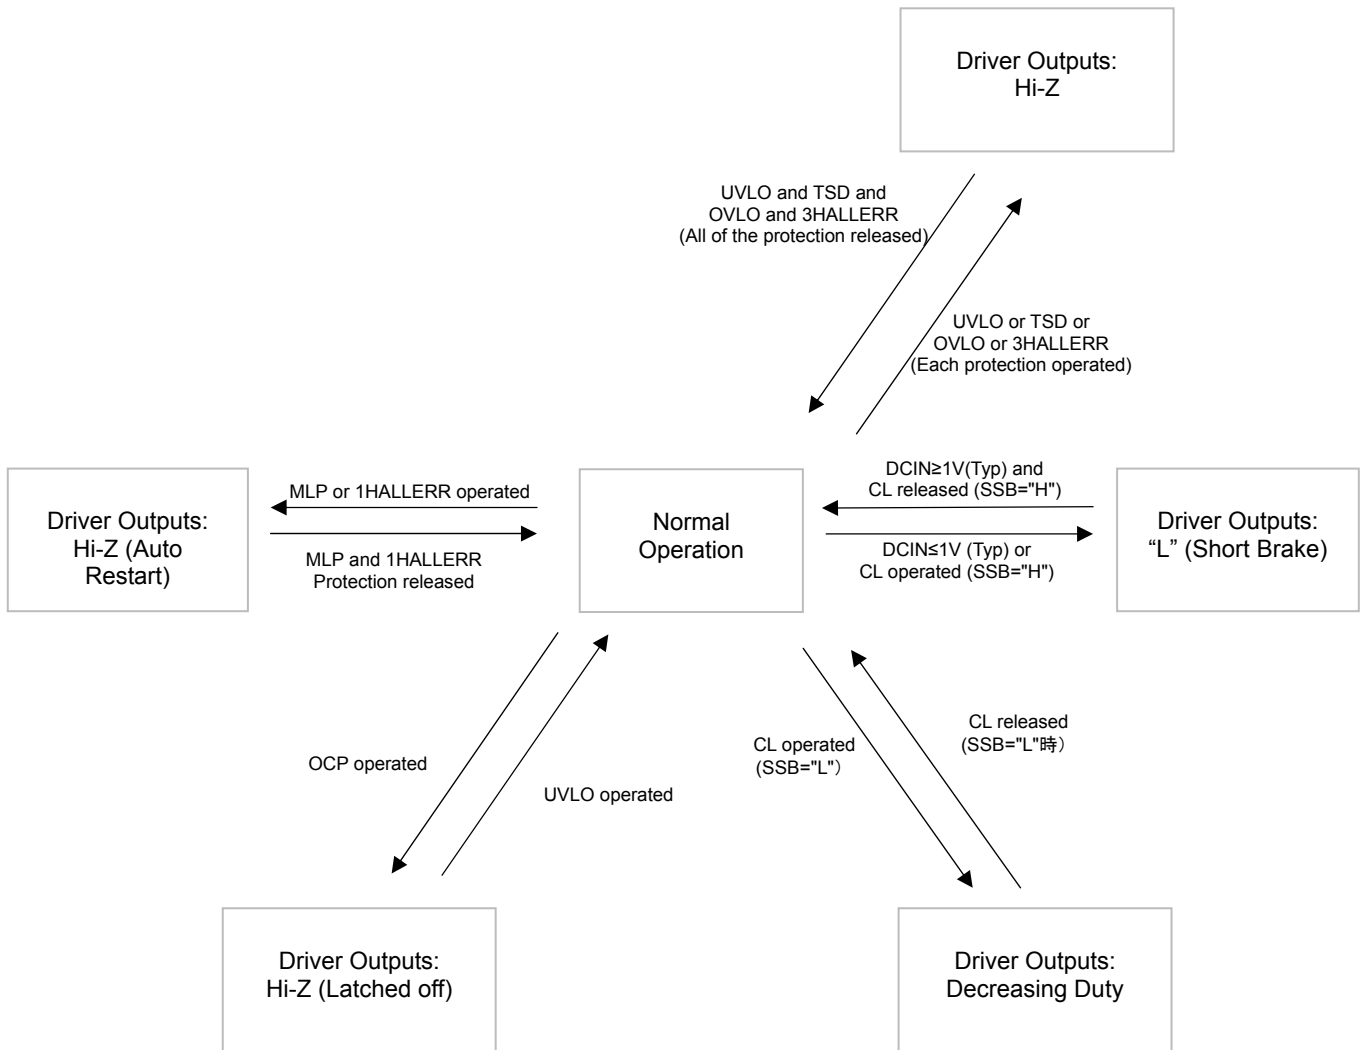 Driver Outputs:
Hi-Z
UVLO and TSD and
OVLO and 3HALLERR
(All of the protection released)
UVLO or TSD or
OVLO or 3HALLERR
(Each protection operated)
Driver Outputs:
Hi-Z (Auto
Restart)
MLP or 1HALLERR operated
MLP and 1HALLERR
Protection released
Normal
Operation
DCIN≥1V(Typ) and
CL released (SSB="H")
DCIN≤1V (Typ) or
CL operated (SSB="H")
Driver Outputs:
“L” (Short Brake)
OCP operated
UVLO operated
CL operated
(SSB="L"）
CL released
(SSB="L"時）
Driver Outputs:
Hi-Z (Latched off)
Driver Outputs:
Decreasing Duty